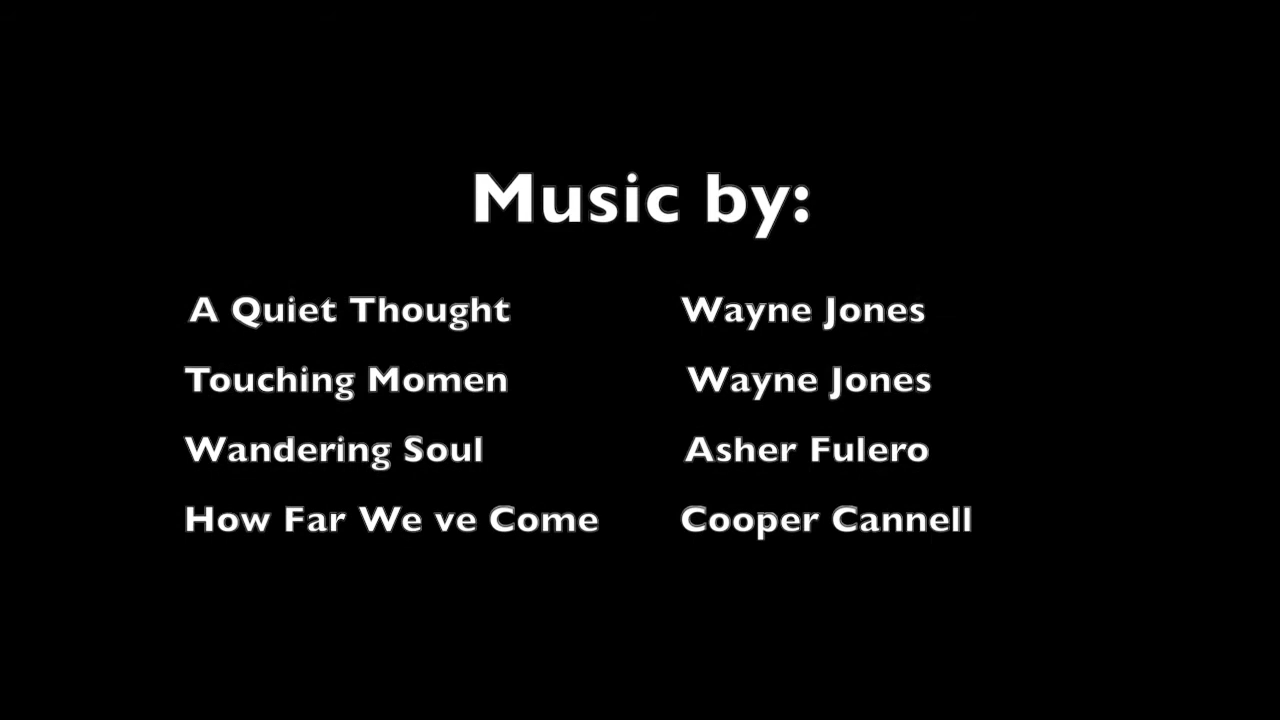 Music by:
A Quiet Thought Wayne Jones
Touching Momen Wayne Jones
Wandering Soul Asher Fulero
How Far We ve Come Cooper Cannell